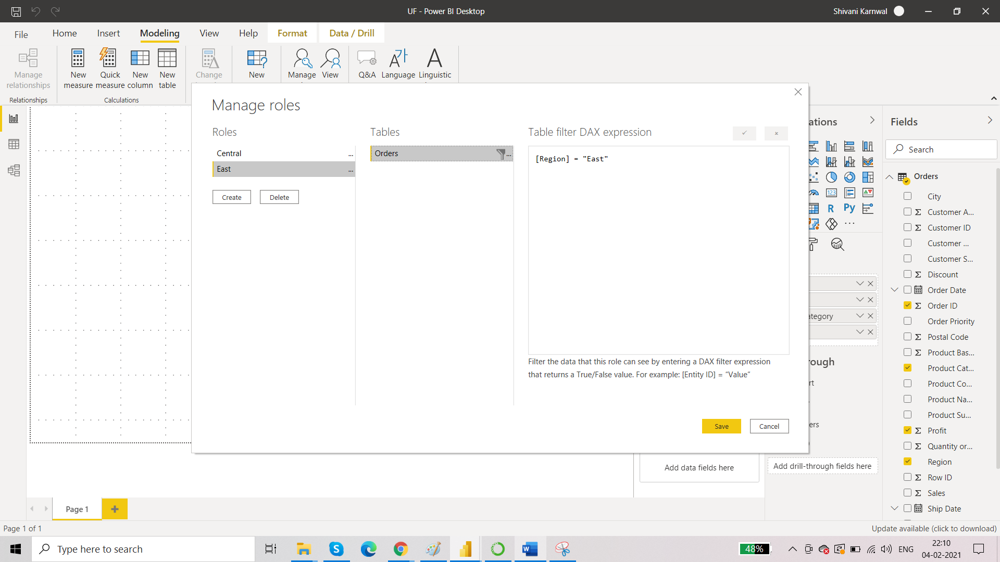 UF - Power BI Desktop
Shivani Karnwal
File
Home
Insert
Modeling
View
Help
Format
Data / Drill
Manage
relationships
New
measure
Quick
measure
New
column
New
table
Change
New
Manage
View
Q&A
Language
Linguistic
Relationships
Calculations
Manage roles
Roles
Tables
Table filter DAX expression
Central
...
East
...
Orders
...
[Region] = "East"
Create
Delete
Filter the data that this role can see by entering a DAX filter expression
that returns a True/False value. For example: [Entity ID] = “Value”
Save
Cancel
ations
123
R
Py
...
ategory
ough
rt
ers
Add data fields here
Add drill-through fields here
Fields
Search
Orders
City
Customer A...
Customer ID
Customer ...
Customer S...
Discount
Order Date
Order ID
Order Priority
Postal Code
Product Bas...
Product Cat...
Product Co...
Product Na...
Product Su...
Profit
Quantity or...
Region
Row ID
Sales
Ship Date
Page 1
Page 1 of 1
Update available (click to download)
Type here to search
48%
ENG
22:10
04-02-2021